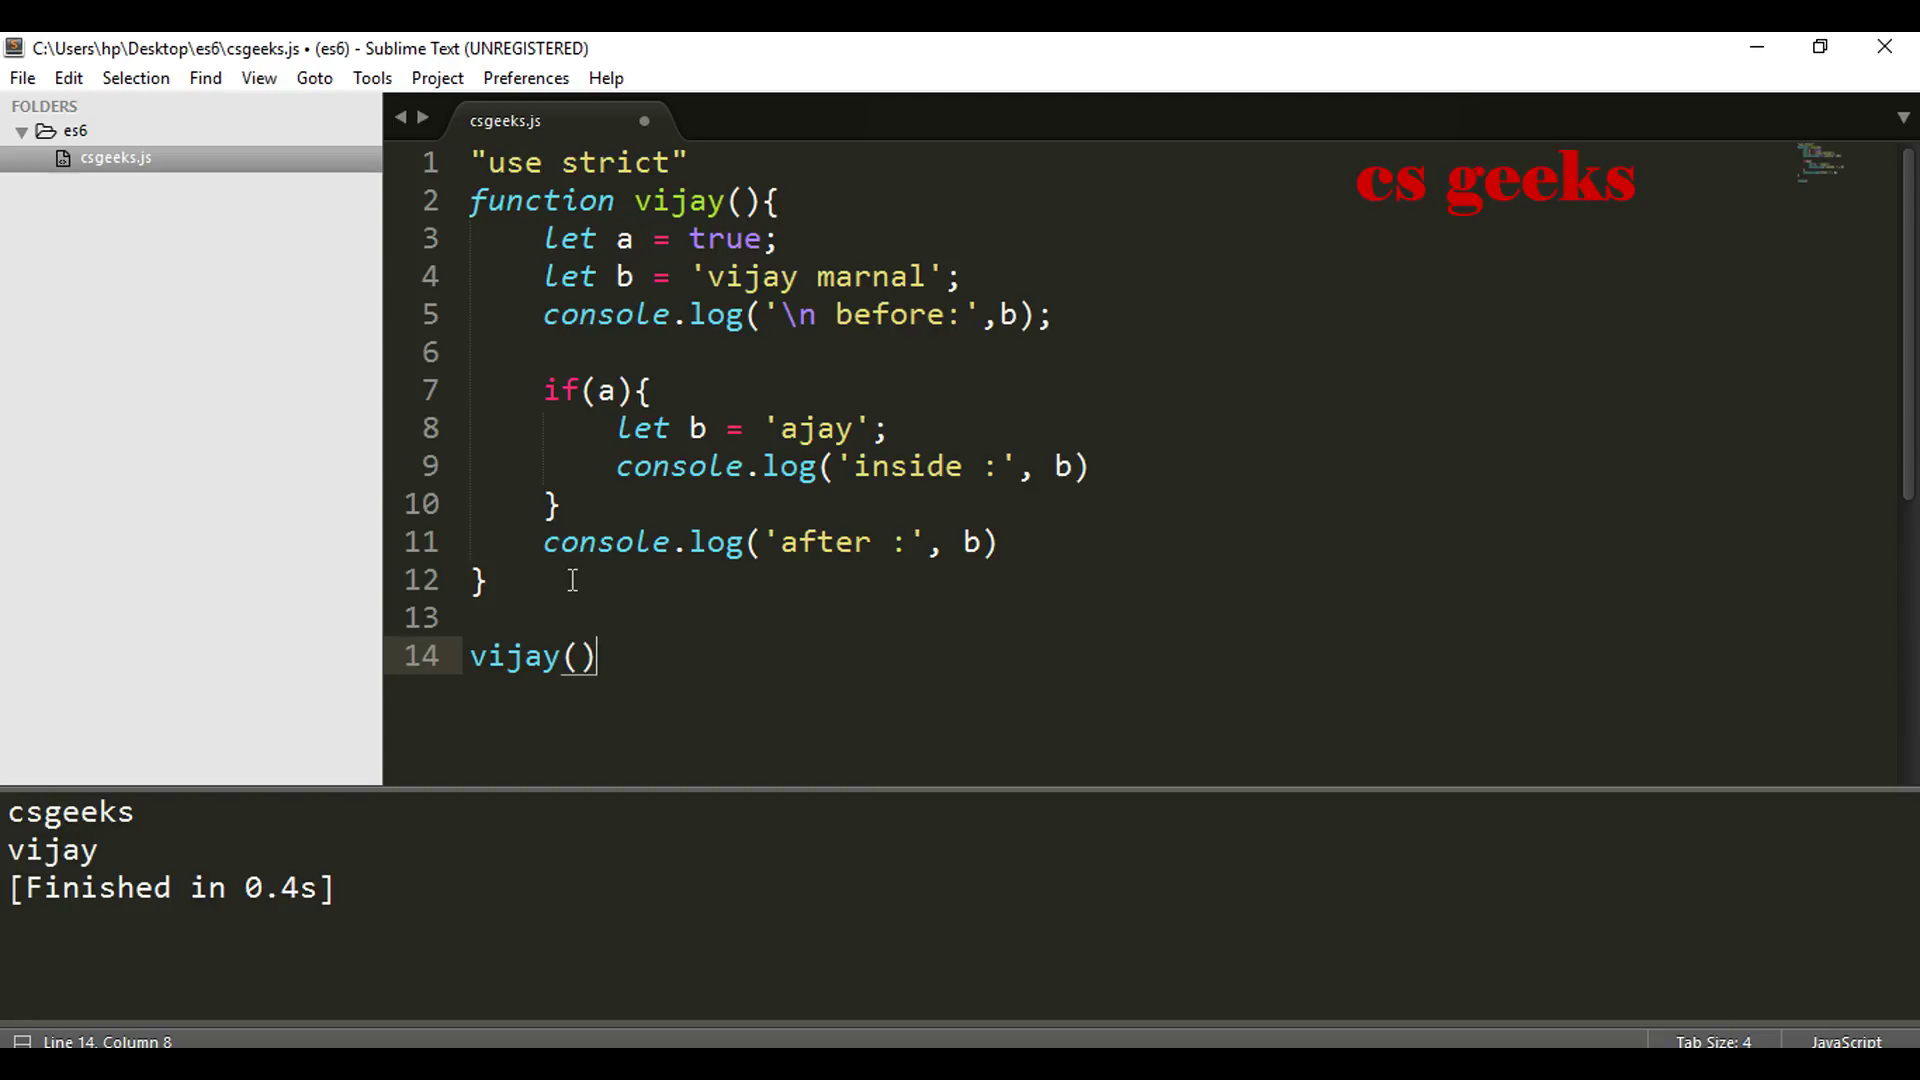 C:\Users\hp\Desktop\es6\csgeeks.js • (es6) - Sublime Text (UNREGISTERED)
File Edit Selection Find View Goto Tools Project Preferences Help
FOLDERS
es6
csgeeks.js
csgeeks.js
cs geeks
1 "use strict"
2 function vijay(){
3     let a = true;
4     let b = 'vijay marnal';
5     console.log('\n before:',b);
6
7     if(a){
8         let b = 'ajay';
9         console.log('inside :', b)
10     }
11     console.log('after :', b)
12 }
13
14 vijay()
csgeeks
vijay
[Finished in 0.4s]
Line 14, Column 8 Tab Size: 4 JavaScript